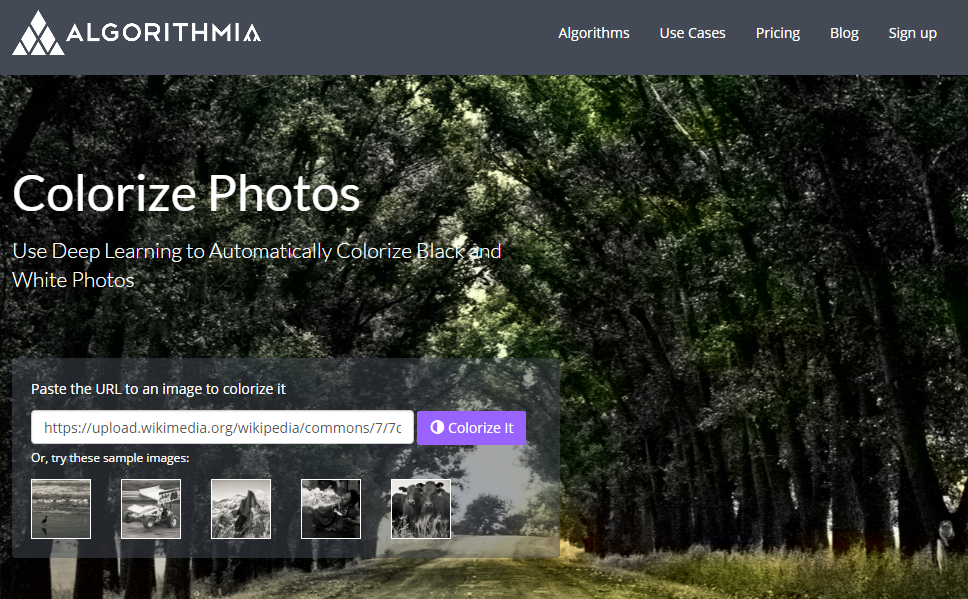 ALGORITHMIA
Algorithms Use Cases Pricing Blog Sign up
Colorize Photos
Use Deep Learning to Automatically Colorize Black and
White Photos
Paste the URL to an image to colorize it
https://upload.wikimedia.org/wikipedia/commons/7/7c
Colorize It
Or, try these sample images: